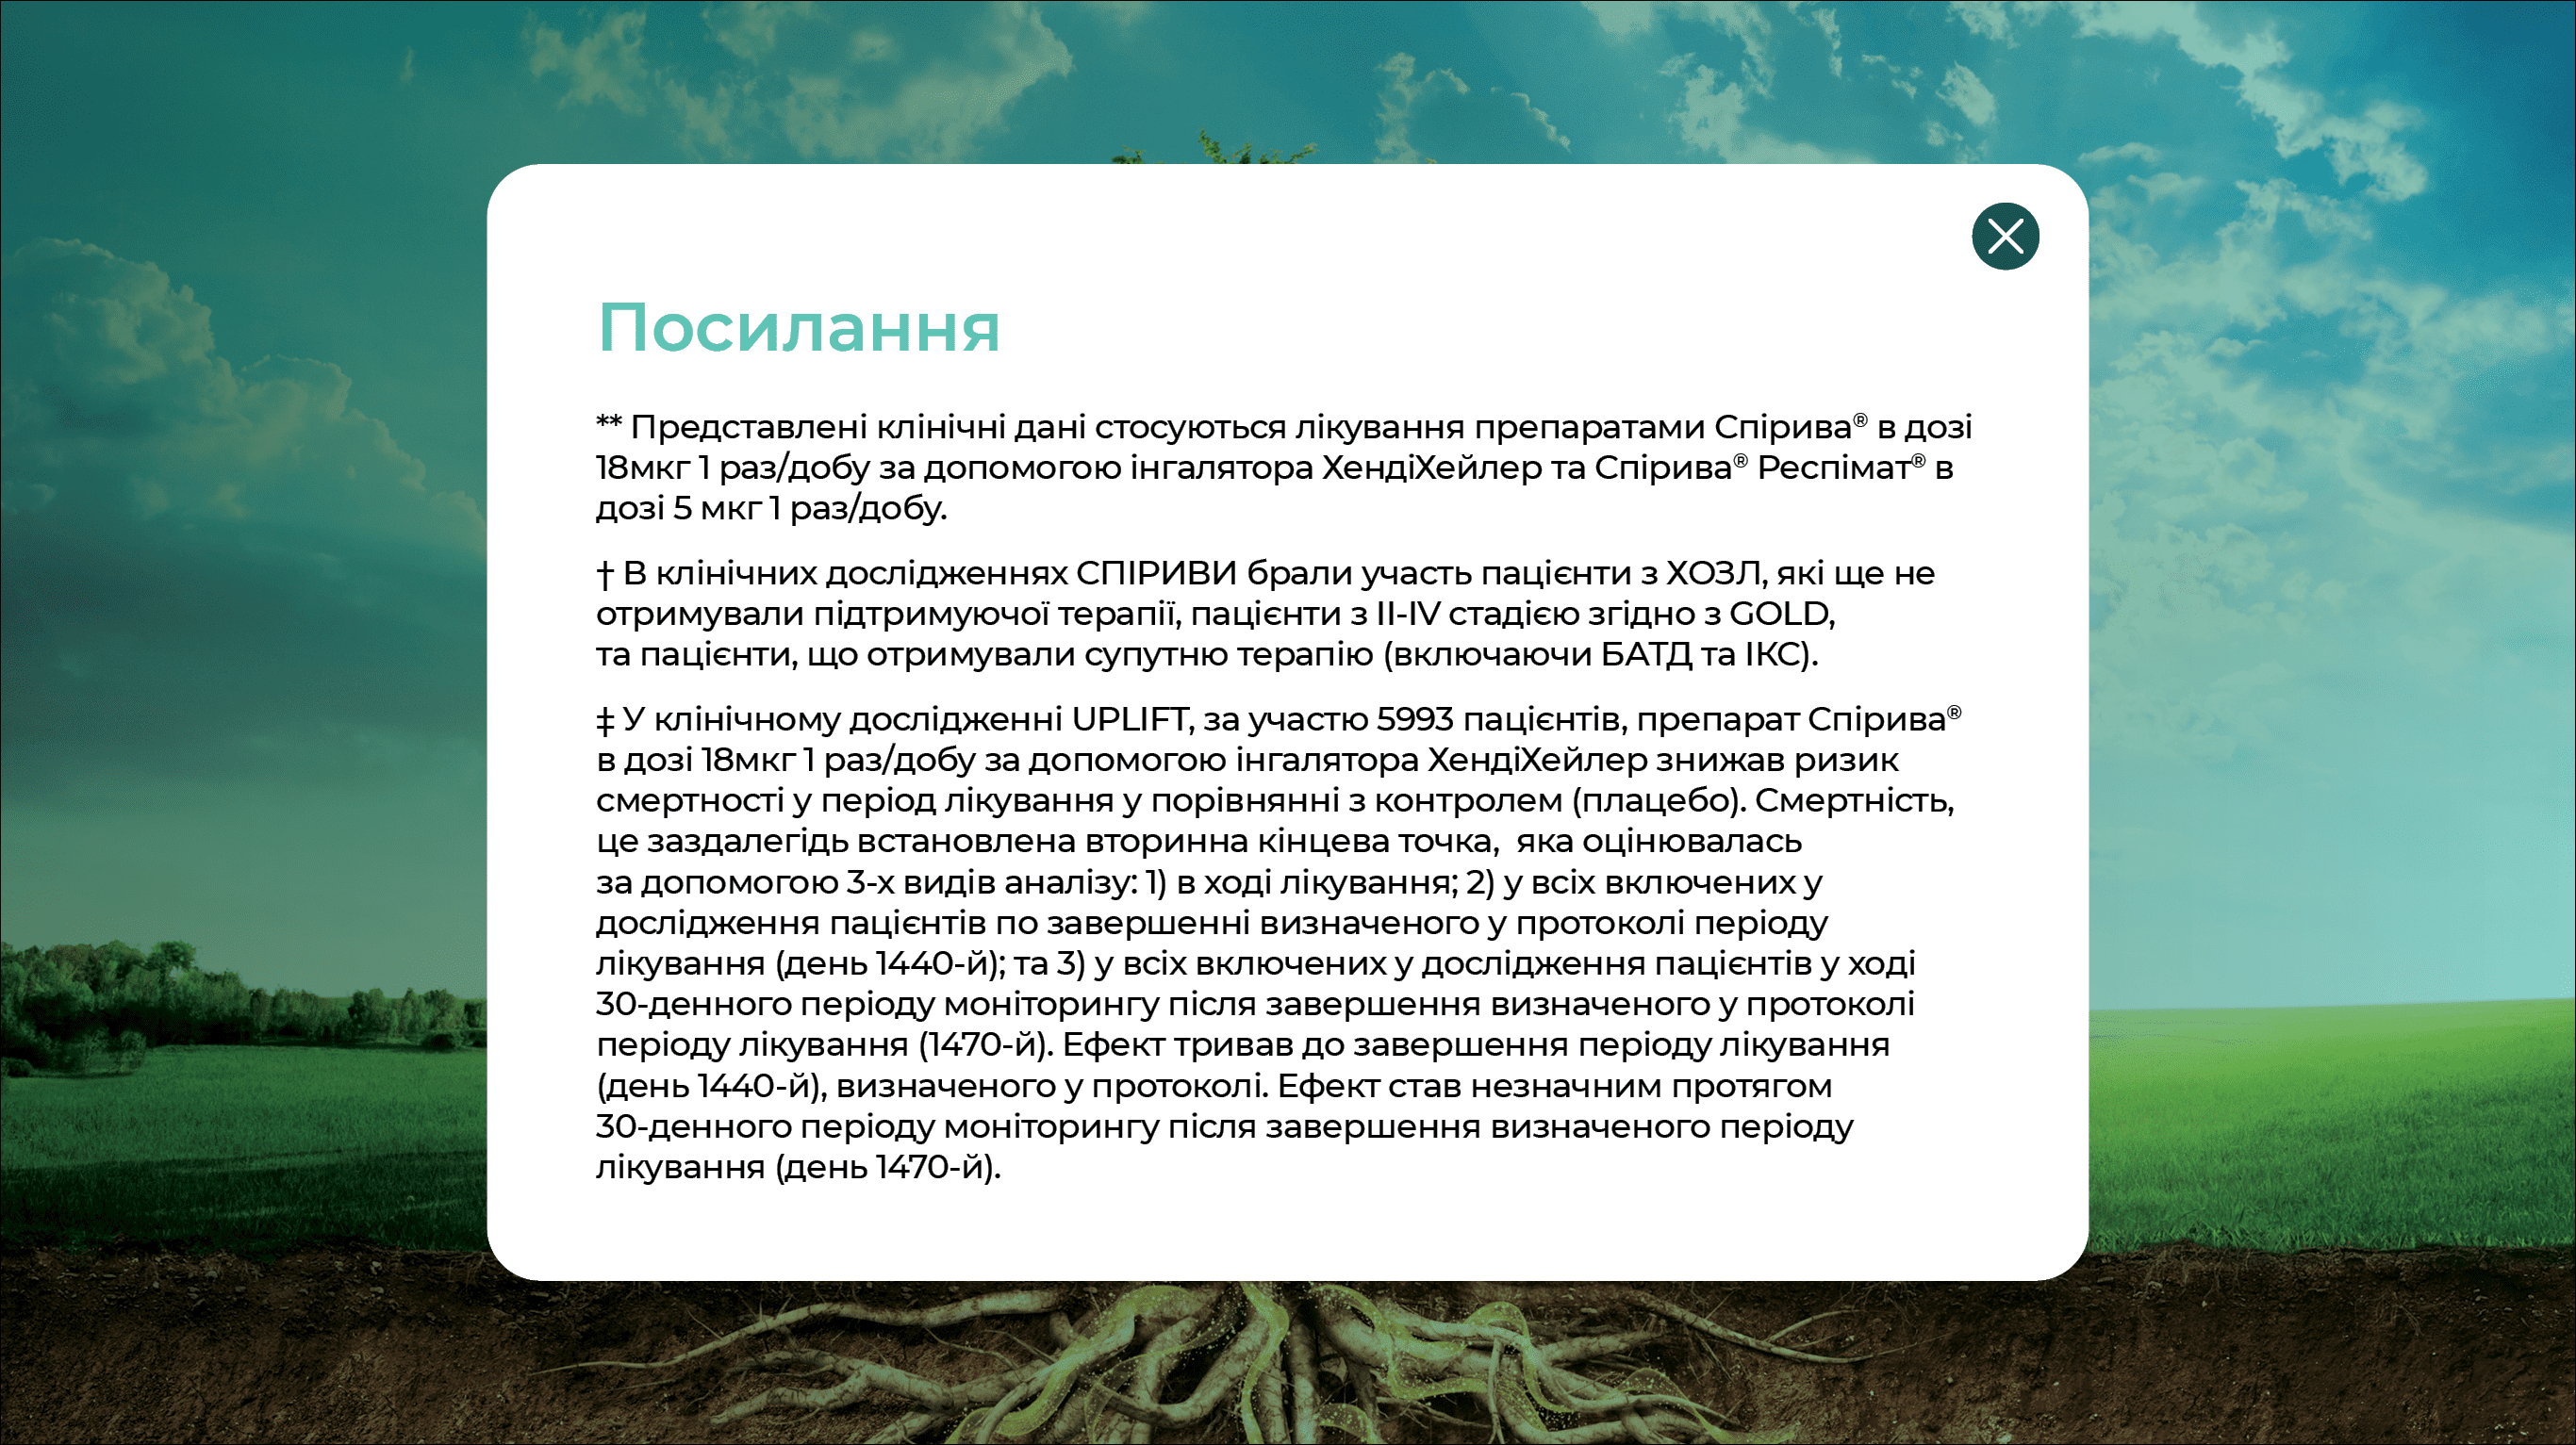 Посилання
** Представлені клінічні дані стосуються лікування препаратами Спірива® в дозі
18мкг 1 раз/добу за допомогою інгалятора ХендіХейлер та Спірива® Респімат® в
дозі 5 мкг 1 раз/добу.
† В клінічних дослідженнях СПІРИВИ брали участь пацієнти з ХОЗЛ, які ще не
отримували підтримуючої терапії, пацієнти з II-IV стадією згідно з GOLD,
та пацієнти, що отримували супутню терапію (включаючи БАТД та ІКС).
‡ У клінічному дослідженні UPLIFT, за участю 5993 пацієнтів, препарат Спірива®
в дозі 18мкг 1 раз/добу за допомогою інгалятора ХендіХейлер знижав ризик
смертності у період лікування у порівнянні з контролем (плацебо). Смертність,
це заздалегідь встановлена вторинна кінцева точка,  яка оцінювалась
за допомогою 3-х видів аналізу: 1) в ході лікування; 2) у всіх включених у
дослідження пацієнтів по завершенні визначеного у протоколі періоду
лікування (день 1440-й); та 3) у всіх включених у дослідження пацієнтів у ході
30-денного періоду моніторингу після завершення визначеного у протоколі
періоду лікування (1470-й). Ефект тривав до завершення періоду лікування
(день 1440-й), визначеного у протоколі. Ефект став незначним протягом
30-денного періоду моніторингу після завершення визначеного періоду
лікування (день 1470-й).